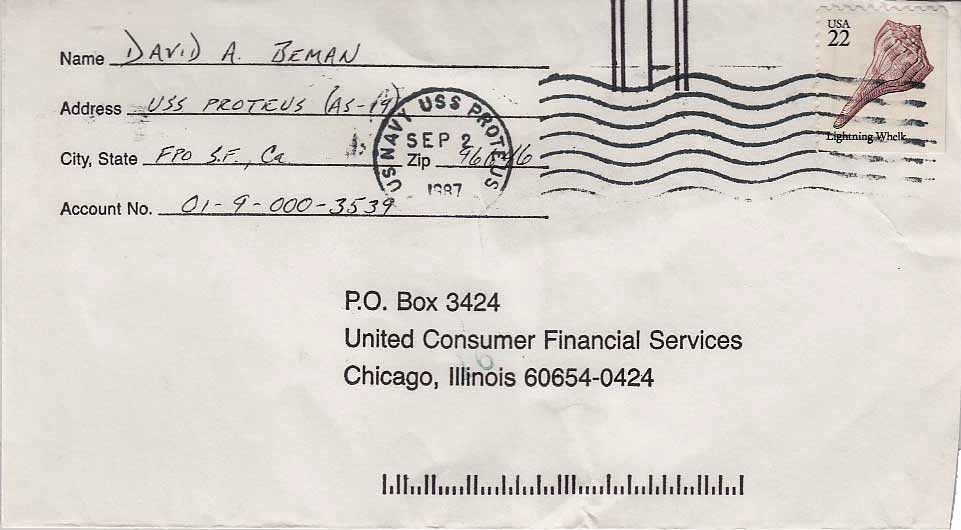 Name DAVID A. BEMAN
Address USS PROTEUS (AS-19)
City, State FPO S.F., Ca Zip
Account No. 01-9-000-3539
US NAVY USS PROTEUS
SEP 2
1987
USA
22
Lightning Whelk
P.O. Box 3424
United Consumer Financial Services
Chicago, Illinois 60654-0424